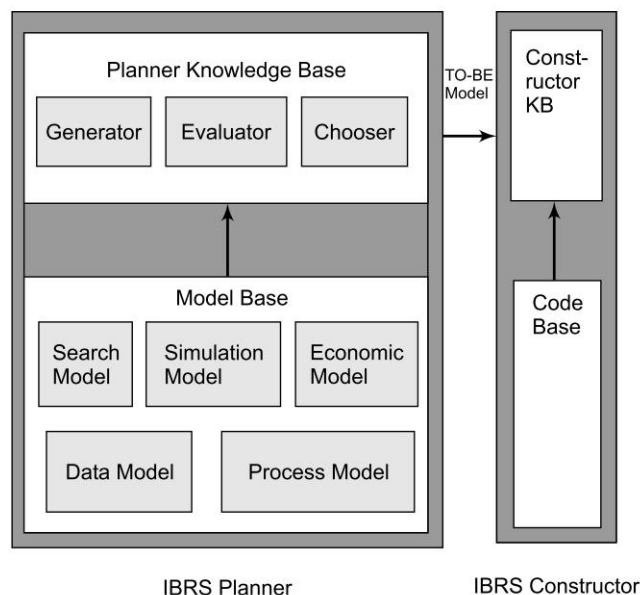 Planner Knowledge Base
Generator
Evaluator
Chooser
Model Base
Search
Model
Simulation
Model
Economic
Model
Data Model
Process Model
IBRS Planner
TO-BE
Model
Const-
ructor
KB
Code
Base
IBRS Constructor